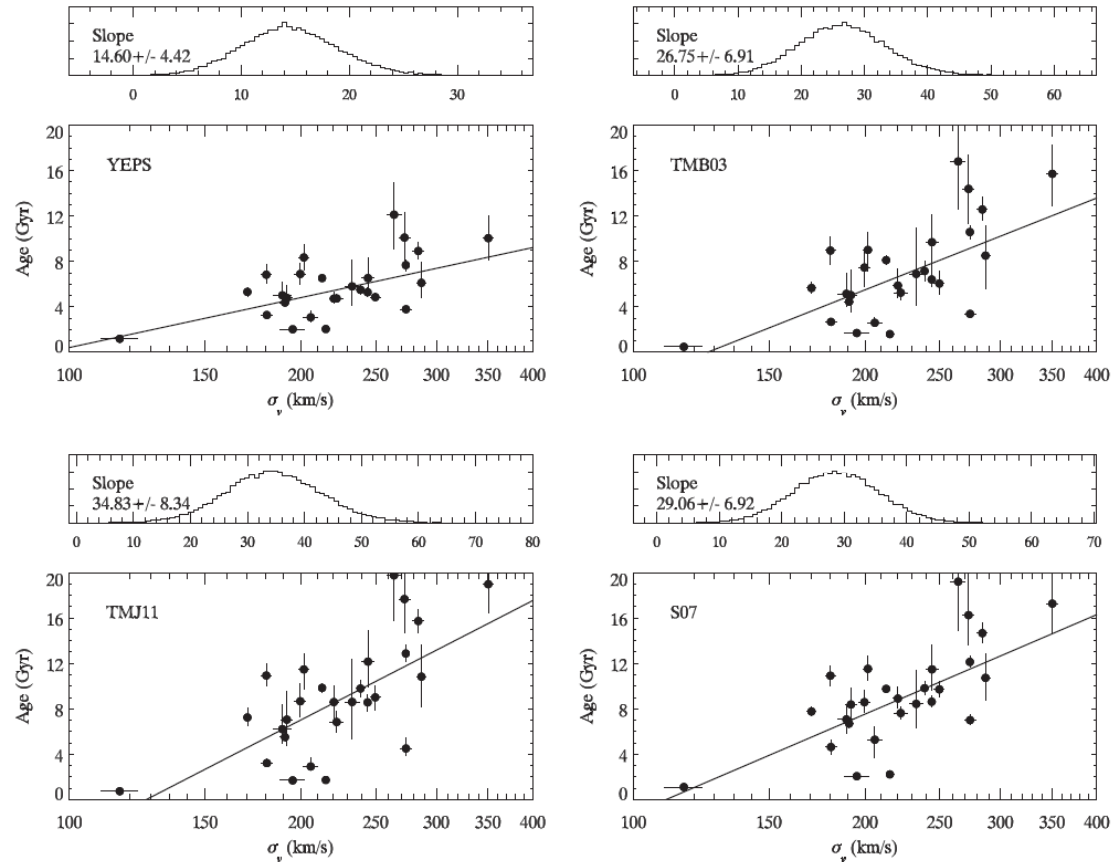 Slope
14.60+/- 4.42
0 10 20 30
Slope
26.75+/- 6.91
0 10 20 30 40 50 60
YEPS
Age (Gyr)
20
16
12
8
4
0
100 150 200 250 300 350 400
σv (km/s)
TMB03
Age (Gyr)
20
16
12
8
4
0
100 150 200 250 300 350 400
σv (km/s)
Slope
34.83+/- 8.34
0 10 20 30 40 50 60 70 80
Slope
29.06+/- 6.92
0 10 20 30 40 50 60 70
TMJ11
Age (Gyr)
20
16
12
8
4
0
100 150 200 250 300 350 400
σv (km/s)
S07
Age (Gyr)
20
16
12
8
4
0
100 150 200 250 300 350 400
σv (km/s)